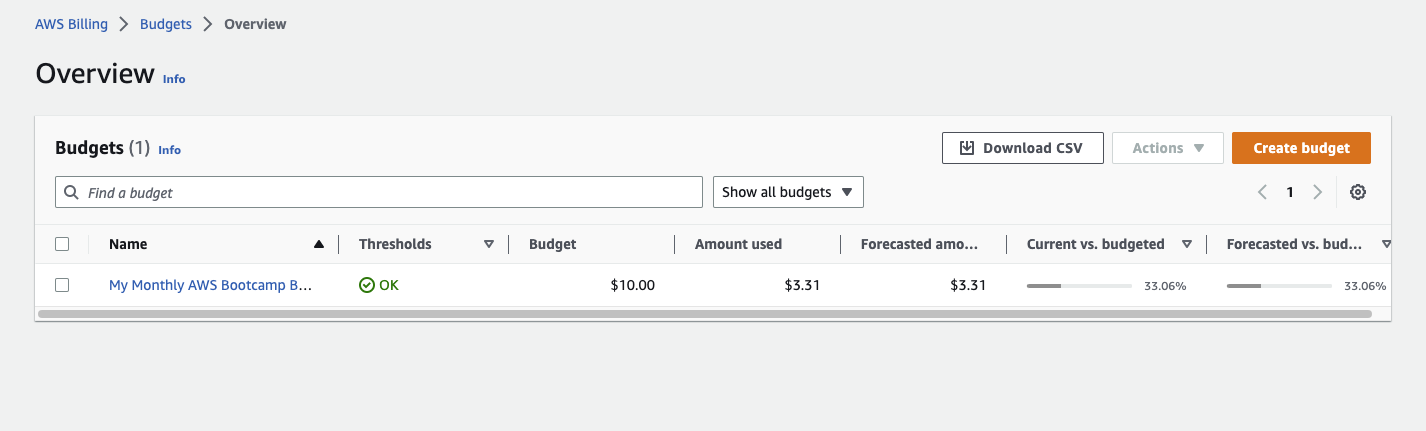 AWS Billing > Budgets > Overview
Overview Info
Budgets (1) Info
Download CSV Actions Create budget
Find a budget Show all budgets 1
Name Thresholds Budget Amount used Forecasted amo... Current vs. budgeted Forecasted vs. bud...
My Monthly AWS Bootcamp B... OK $10.00 $3.31 $3.31 33.06% 33.06%